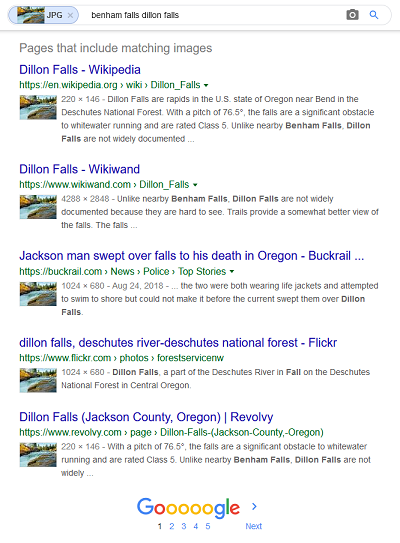 JPG × benham falls dillon falls
Pages that include matching images
Dillon Falls - Wikipedia
https://en.wikipedia.org › wiki › Dillon_Falls
220 × 146 - Dillon Falls are rapids in the U.S. state of Oregon near Bend in the
Deschutes National Forest. With a pitch of 76.5°, the falls are a significant obstacle
to whitewater running and are rated Class 5. Unlike nearby Benham Falls, Dillon
Falls are not widely documented ...
Dillon Falls - Wikiwand
https://www.wikiwand.com › Dillon_Falls
4288 × 2848 - Unlike nearby Benham Falls, Dillon Falls are not widely
documented because they are hard to see. Trails provide a somewhat better view of
the falls. The falls ...
Jackson man swept over falls to his death in Oregon - Buckrail ...
https://buckrail.com › News › Police › Top Stories
1024 × 680 - Aug 24, 2018 - ... the two were both wearing life jackets and attempted
to swim to shore but could not make it before the current swept them over Dillon
Falls.
dillon falls, deschutes river-deschutes national forest - Flickr
https://www.flickr.com › photos › forestservicenw
1024 × 680 - Dillon Falls, a part of the Deschutes River in Fall on the Deschutes
National Forest in Central Oregon.
Dillon Falls (Jackson County, Oregon) | Revolvy
https://www.revolvy.com › page › Dillon-Falls-(Jackson-County,-Oregon)
220 × 146 - With a pitch of 76.5°, the falls are a significant obstacle to whitewater
running and are rated Class 5. Unlike nearby Benham Falls, Dillon Falls are not
widely ...
Gooooogle
1 2 3 4 5 Next